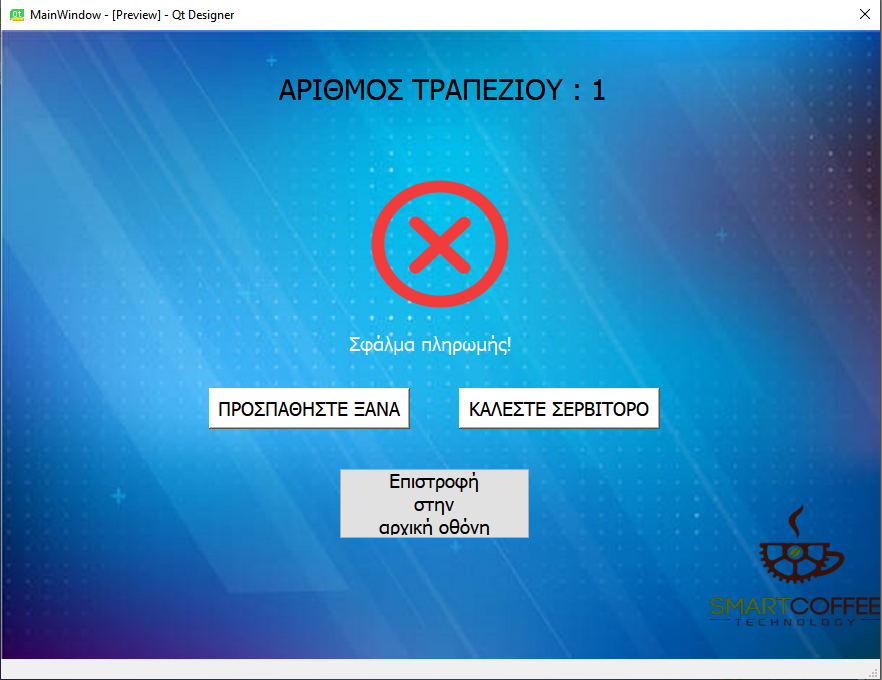 MainWindow - [Preview] - Qt Designer
ΑΡΙΘΜΟΣ ΤΡΑΠΕΖΙΟΥ : 1
Σφάλμα πληρωμής!
ΠΡΟΣΠΑΘΗΣΤΕ ΞΑΝΑ
ΚΑΛΕΣΤΕ ΣΕΡΒΙΤΟΡΟ
Επιστροφή
στην
αρχική οθόνη
SMARTCOFFEE
TECHNOLOGY